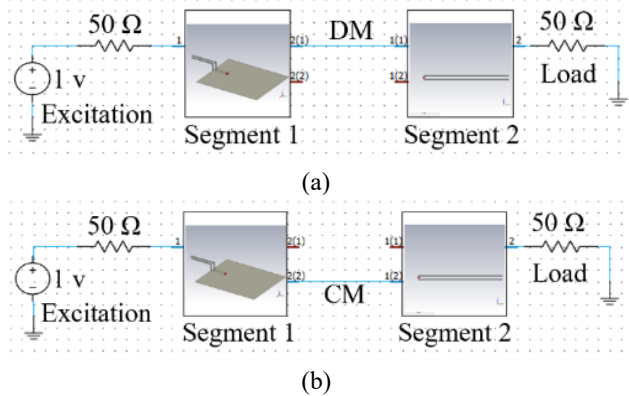 50 Ω 1 2(1) DM 1(1) 2 50 Ω
+ 1 v 2(2) 1(2) Load
− Excitation
Segment 1 Segment 2
(a)
50 Ω 1 2(1) 1(1) 2 50 Ω
+ 1 v 2(2) CM 1(2) Load
− Excitation
Segment 1 Segment 2
(b)